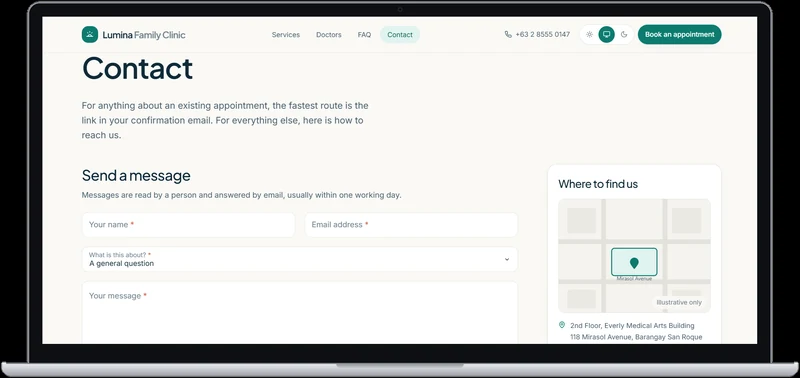 Lumina Family Clinic
Services
Doctors
FAQ
Contact
+63 2 8555 0147
Book an appointment
Contact
For anything about an existing appointment, the fastest route is the
link in your confirmation email. For everything else, here is how to
reach us.
Send a message
Messages are read by a person and answered by email, usually within one working day.
Your name *
Email address *
What is this about? *
A general question
Your message *
Where to find us
Mirasol Avenue
Illustrative only
2nd Floor, Everly Medical Arts Building
118 Mirasol Avenue, Barangay San Roque